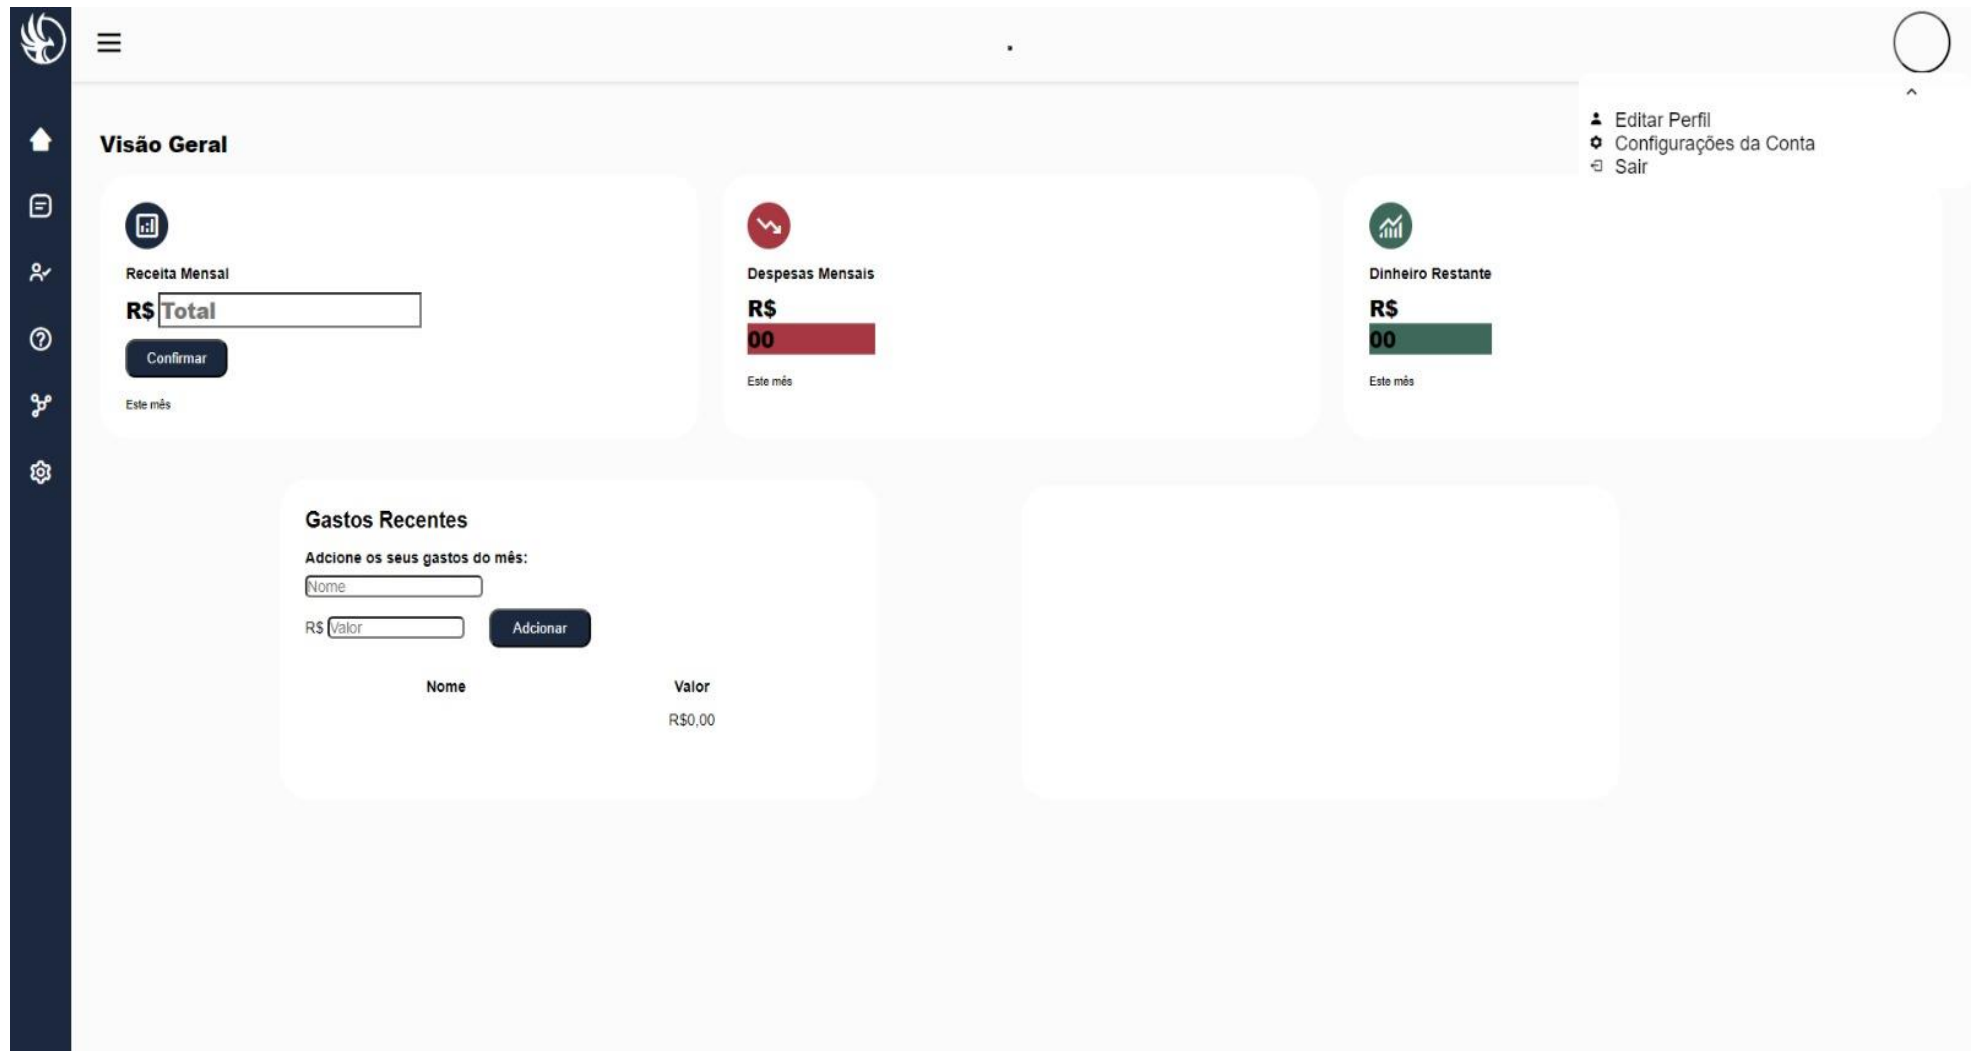 Editar Perfil
Configurações da Conta
Sair
Visão Geral
Receita Mensal
R$ Total
Confirmar
Este mês
Despesas Mensais
R$
00
Este mês
Dinheiro Restante
R$
00
Este mês
Gastos Recentes
Adcione os seus gastos do mês:
Nome
R$ Valor Adcionar
Nome Valor
R$0,00